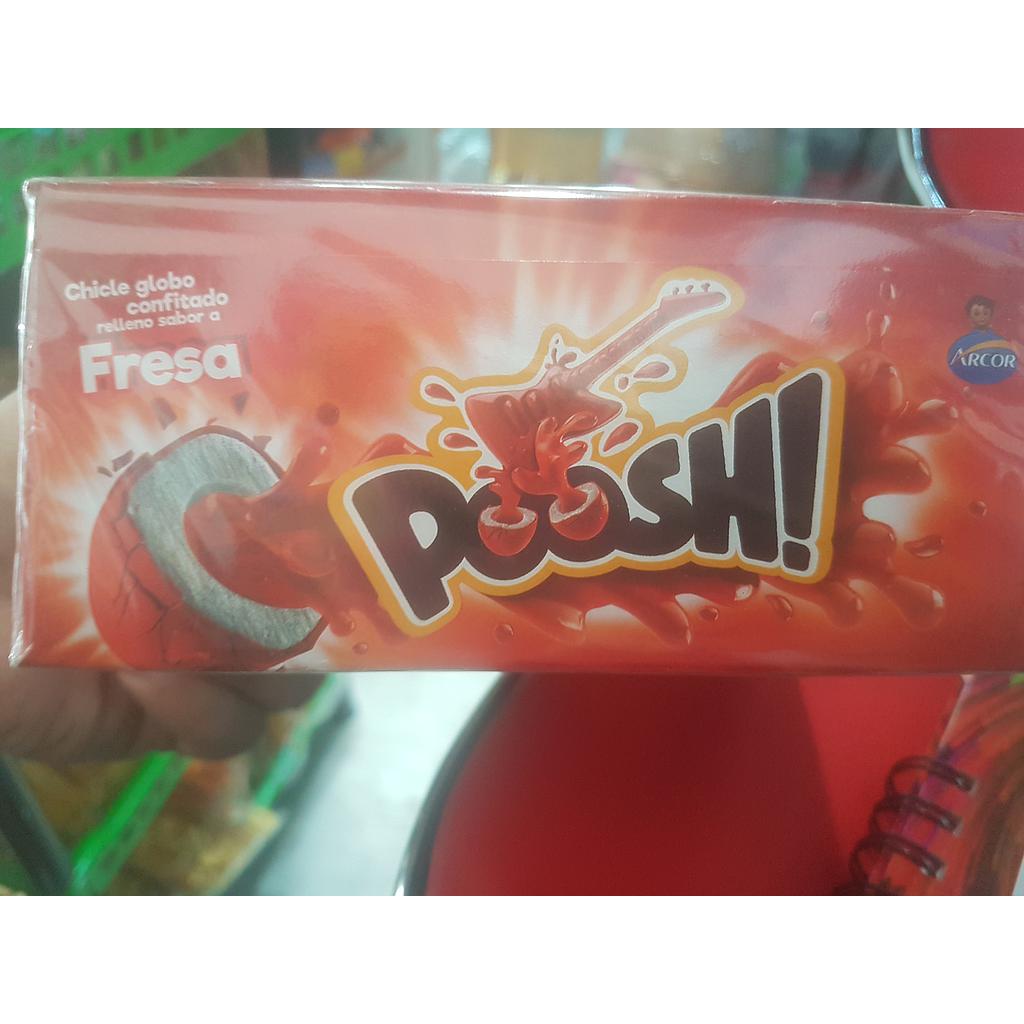 Chicle globo
confitado
relleno sabor a
Fresa
POOSH!
ARCOR